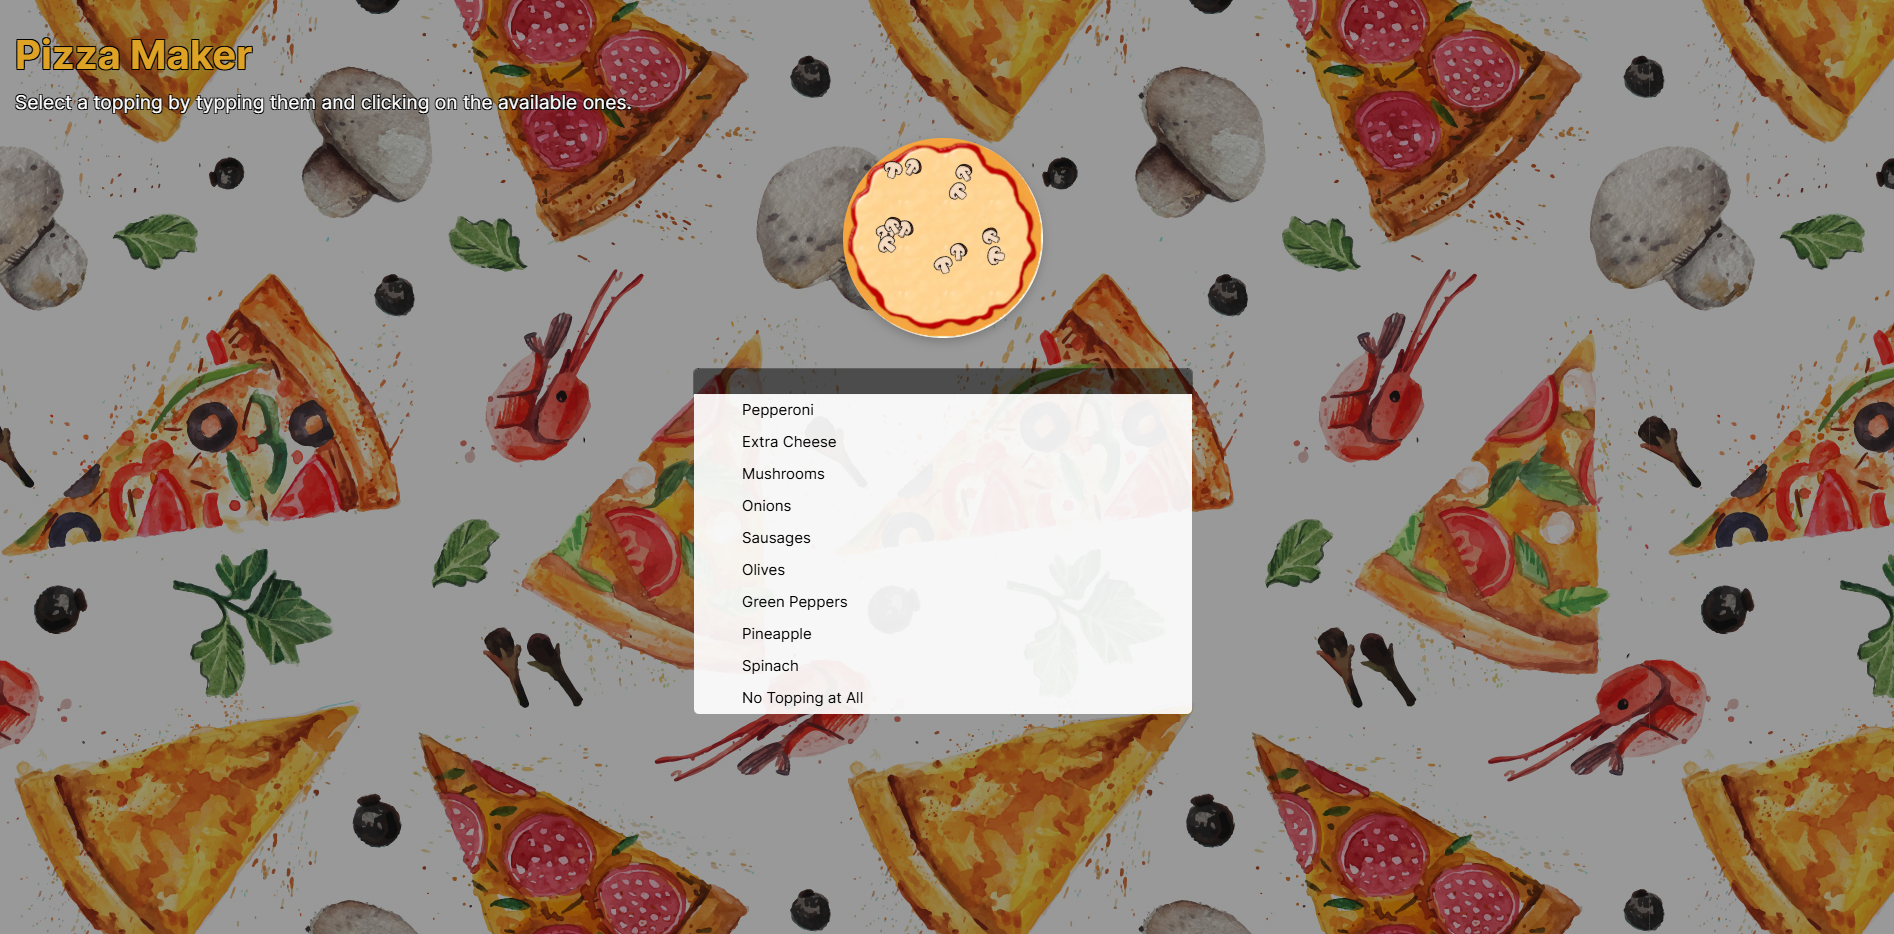 Pizza Maker
Select a topping by typping them and clicking on the available ones.
Pepperoni
Extra Cheese
Mushrooms
Onions
Sausages
Olives
Green Peppers
Pineapple
Spinach
No Topping at All